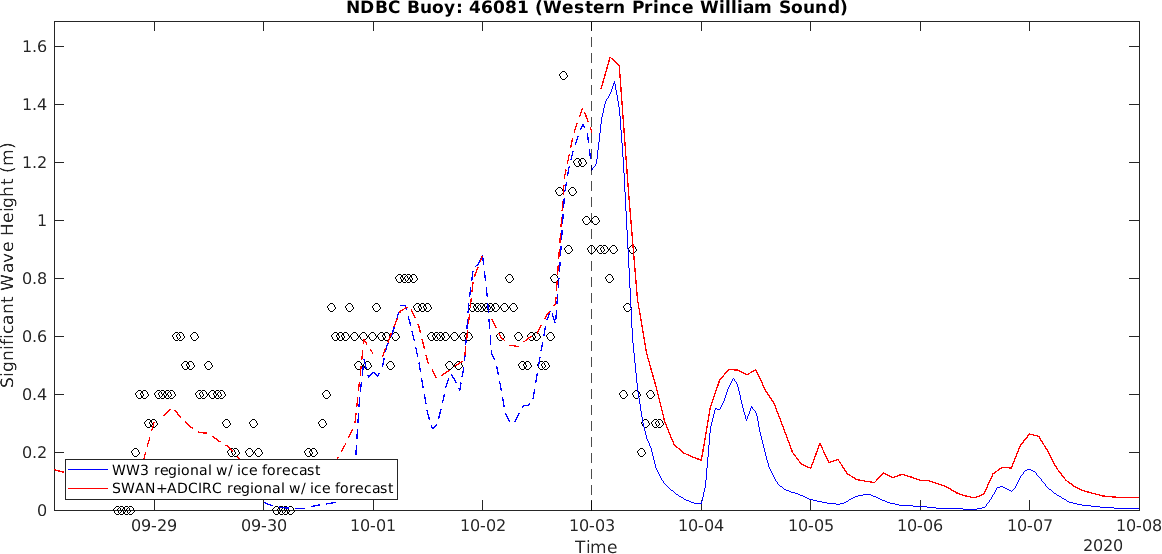 NDBC Buoy: 46081 (Western Prince William Sound)
Significant Wave Height (m)
1.6
1.4
1.2
1
0.8
0.6
0.4
0.2
0
WW3 regional w/ ice forecast
SWAN+ADCIRC regional w/ ice forecast
09-29 09-30 10-01 10-02 10-03 10-04 10-05 10-06 10-07 10-08
Time
2020